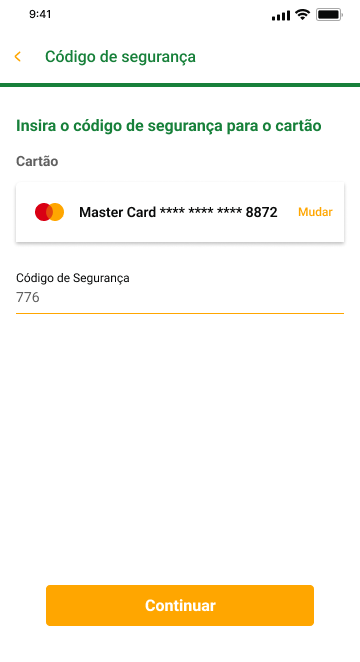 9:41
Código de segurança
Insira o código de segurança para o cartão
Cartão
Master Card **** **** **** 8872 Mudar
Código de Segurança
776
Continuar